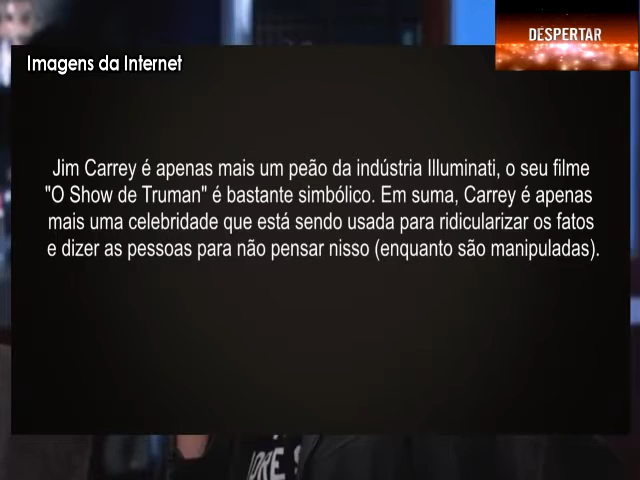 DESPERTAR
Imagens da Internet
Jim Carrey é apenas mais um peão da indústria Illuminati, o seu filme
"O Show de Truman" é bastante simbólico. Em suma, Carrey é apenas
mais uma celebridade que está sendo usada para ridicularizar os fatos
e dizer as pessoas para não pensar nisso (enquanto são manipuladas).